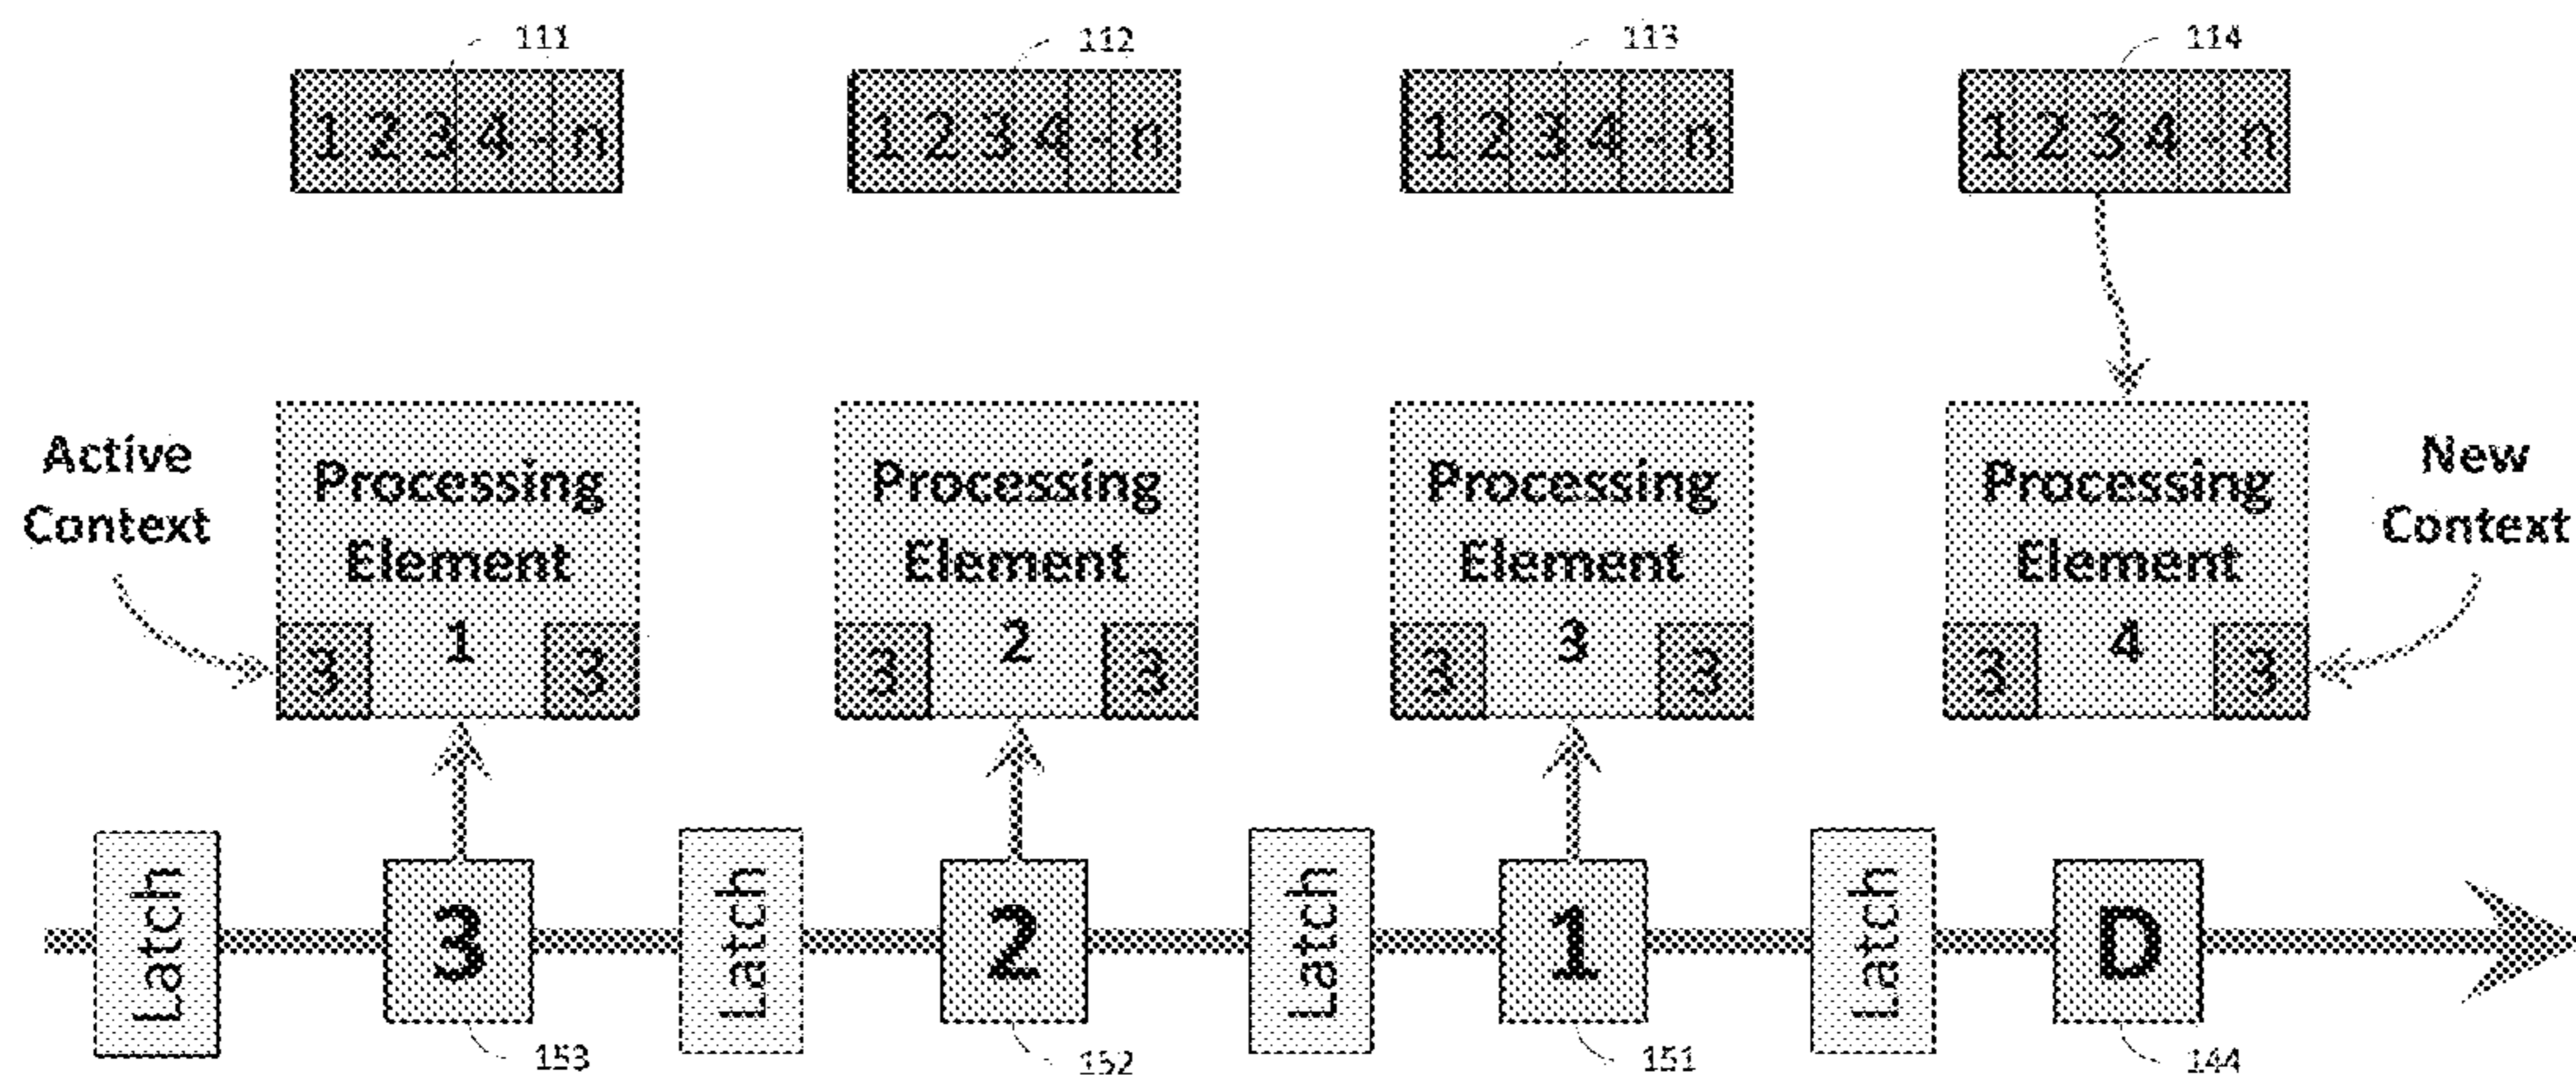 111
112
113
114
1 2 3 4 - n
1 2 3 4 - n
1 2 3 4 - n
1 2 3 4 - n
Active
Context
Processing
Element
1
3
3
Processing
Element
2
3
3
Processing
Element
3
3
3
Processing
Element
4
3
3
New
Context
Latch
3
Latch
2
Latch
1
Latch
D
153
152
151
144